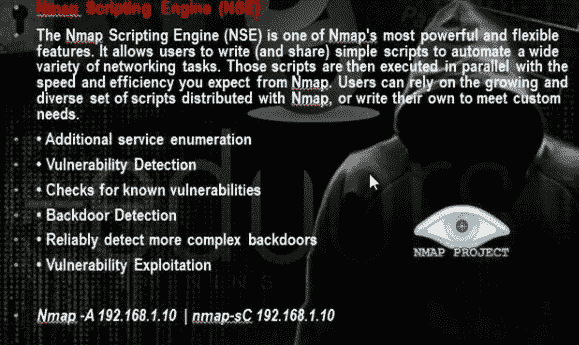 Nmap Scripting Engine (NSE)
The Nmap Scripting Engine (NSE) is one of Nmap's most powerful and flexible
features. It allows users to write (and share) simple scripts to automate a wide
variety of networking tasks. Those scripts are then executed in parallel with the
speed and efficiency you expect from Nmap. Users can rely on the growing and
diverse set of scripts distributed with Nmap, or write their own to meet custom
needs.
• Additional service enumeration
• Vulnerability Detection
• Checks for known vulnerabilities
• Backdoor Detection
• Reliably detect more complex backdoors
• Vulnerability Exploitation
NMAP PROJECT
Nmap -A 192.168.1.10 | nmap-sC 192.168.1.10